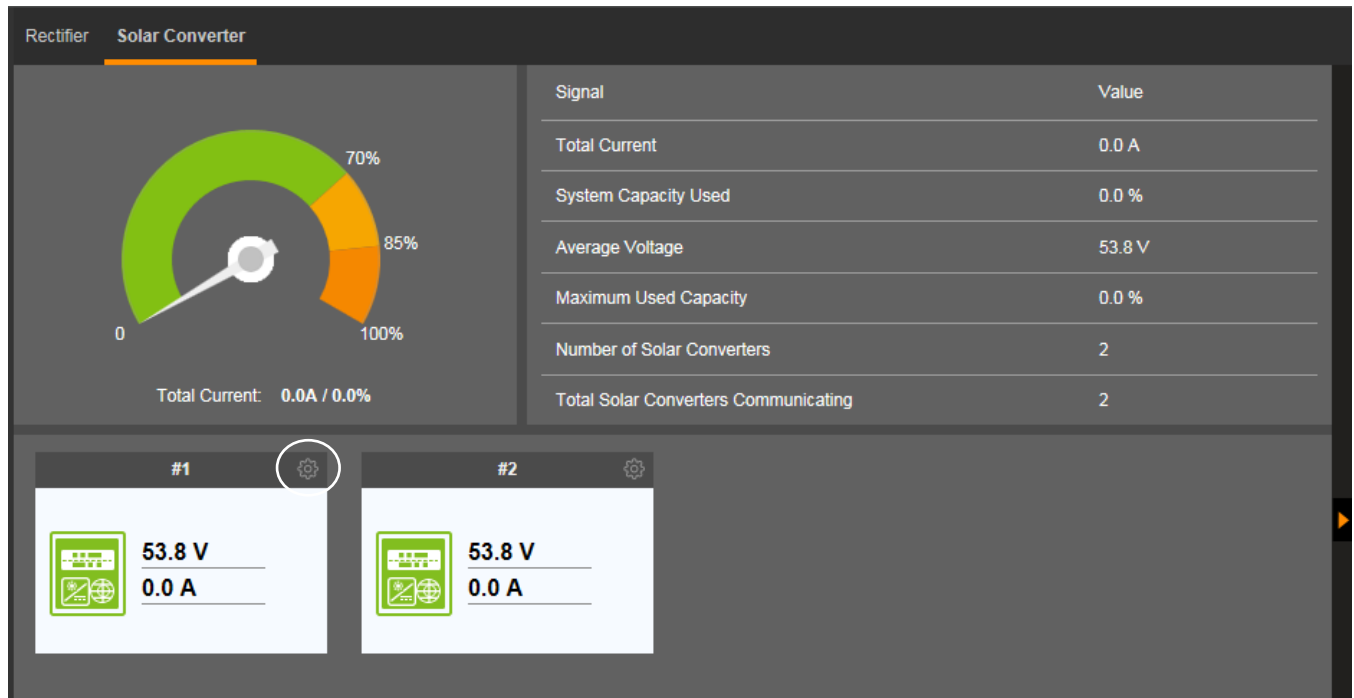 Rectifier Solar Converter
70%
85%
0
100%
Total Current: 0.0A / 0.0%
Signal Value
Total Current 0.0 A
System Capacity Used 0.0 %
Average Voltage 53.8 V
Maximum Used Capacity 0.0 %
Number of Solar Converters 2
Total Solar Converters Communicating 2
#1
53.8 V
0.0 A
#2
53.8 V
0.0 A